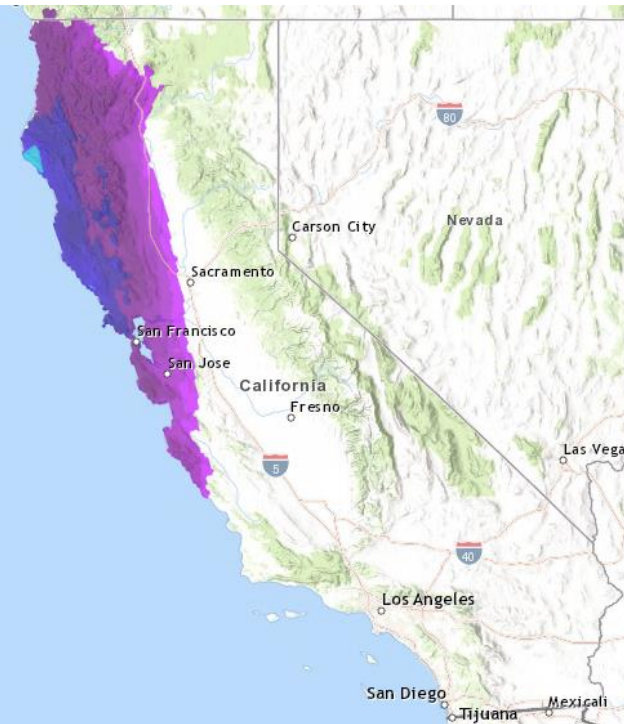 80
Nevada
Carson City
Sacramento
San Francisco
San Jose
California
Fresno
Las Vega
5
40
Los Angeles
San Diego
Tijuana
Mexicali